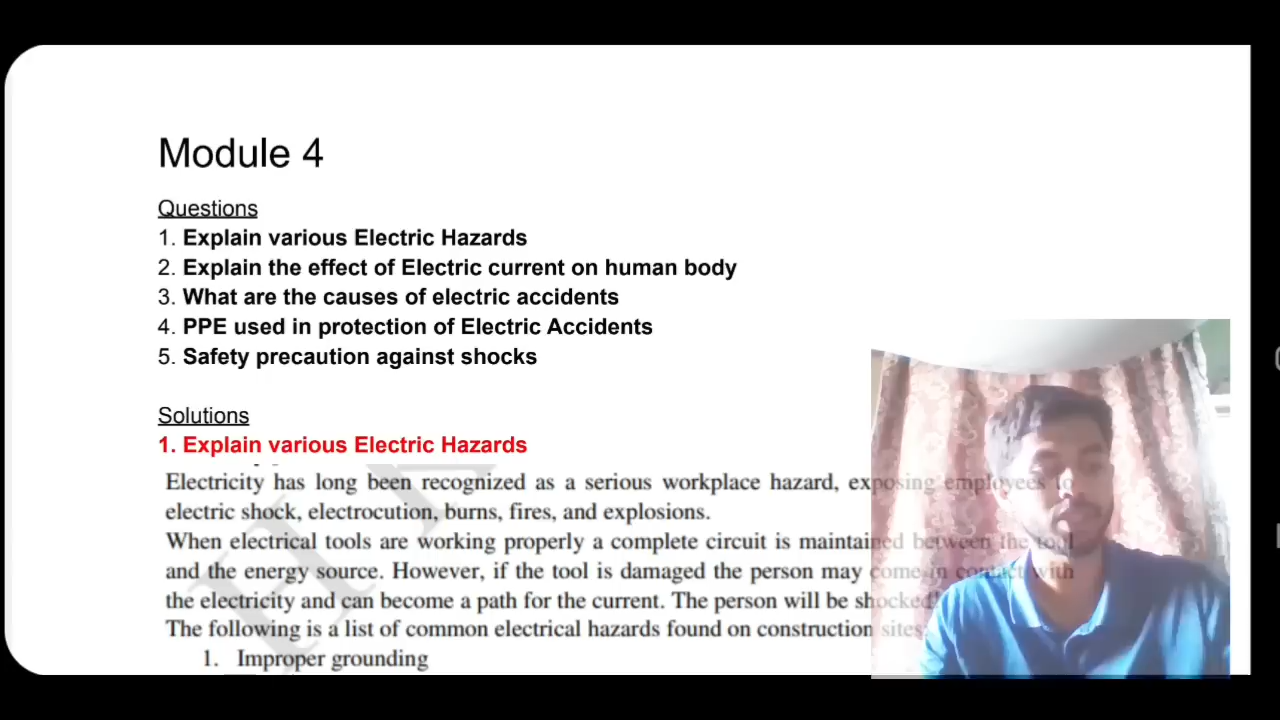 Module 4
Questions
1. Explain various Electric Hazards
2. Explain the effect of Electric current on human body
3. What are the causes of electric accidents
4. PPE used in protection of Electric Accidents
5. Safety precaution against shocks
Solutions
1. Explain various Electric Hazards
Electricity has long been recognized as a serious workplace hazard, exposing employees to
electric shock, electrocution, burns, fires, and explosions.
When electrical tools are working properly a complete circuit is maintained between the tool
and the energy source. However, if the tool is damaged the person may come in contact with
the electricity and can become a path for the current. The person will be shocked!
The following is a list of common electrical hazards found on construction sites:
1. Improper grounding